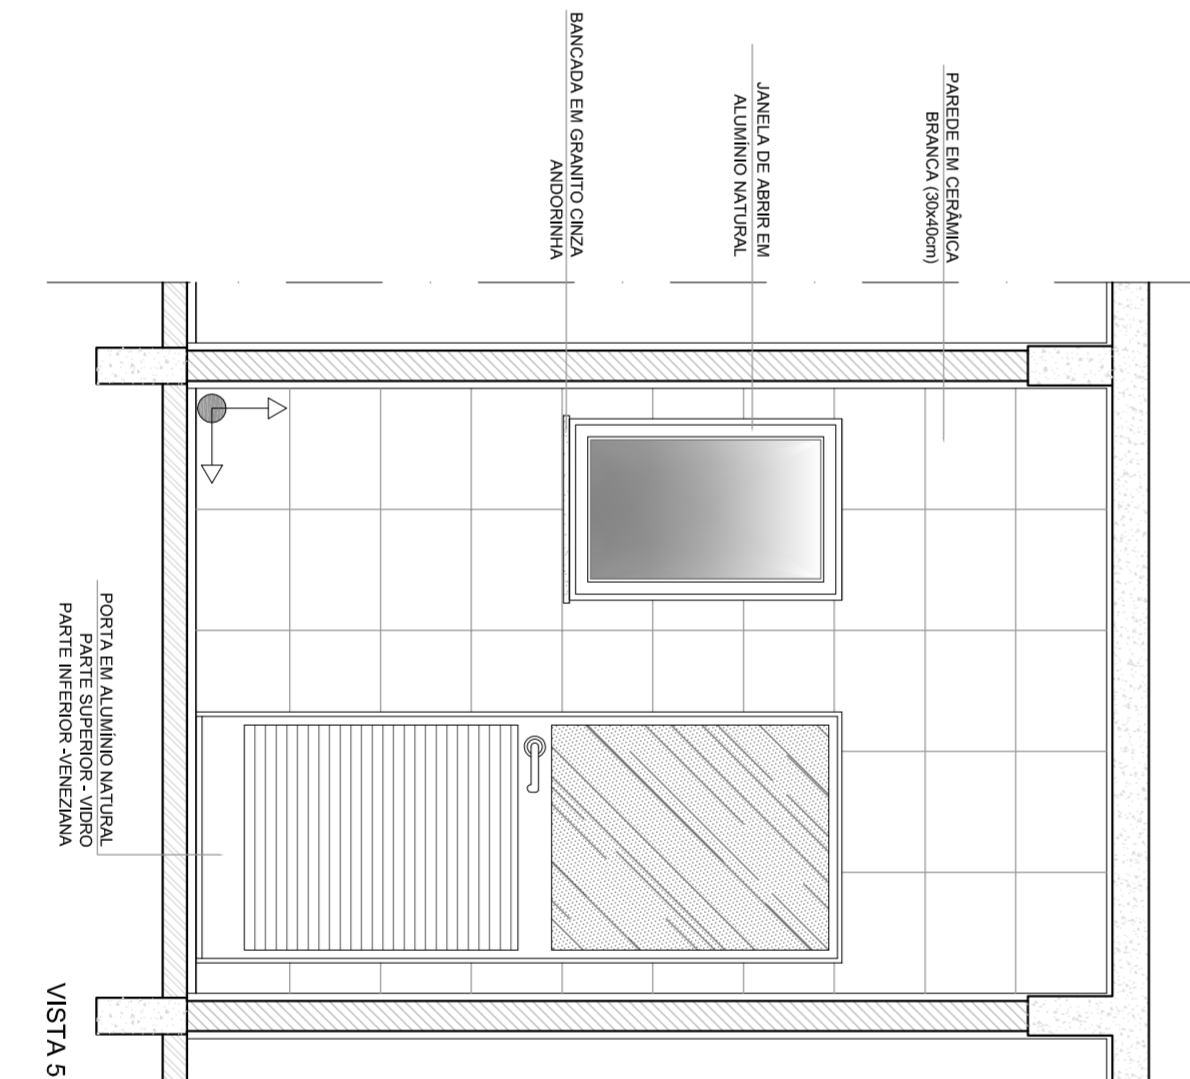 PAREDE EM CERÂMICA
BRANCA (30x40cm)
JANELA DE ABRIR EM
ALUMÍNIO NATURAL
BANCADA EM GRANITO CINZA
ANDORINHA
PORTA EM ALUMÍNIO NATURAL
PARTE SUPERIOR - VIDRO
PARTE INFERIOR -VENEZIANA
VISTA 5